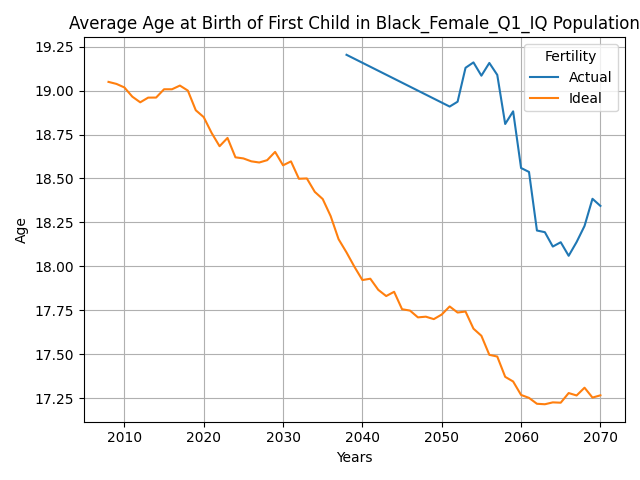 Average Age at Birth of First Child in Black_Female_Q1_IQ Population
19.25
19.00
18.75
18.50
18.25
18.00
17.75
17.50
17.25
Age
Fertility
Actual
Ideal
2010 2020 2030 2040 2050 2060 2070
Years